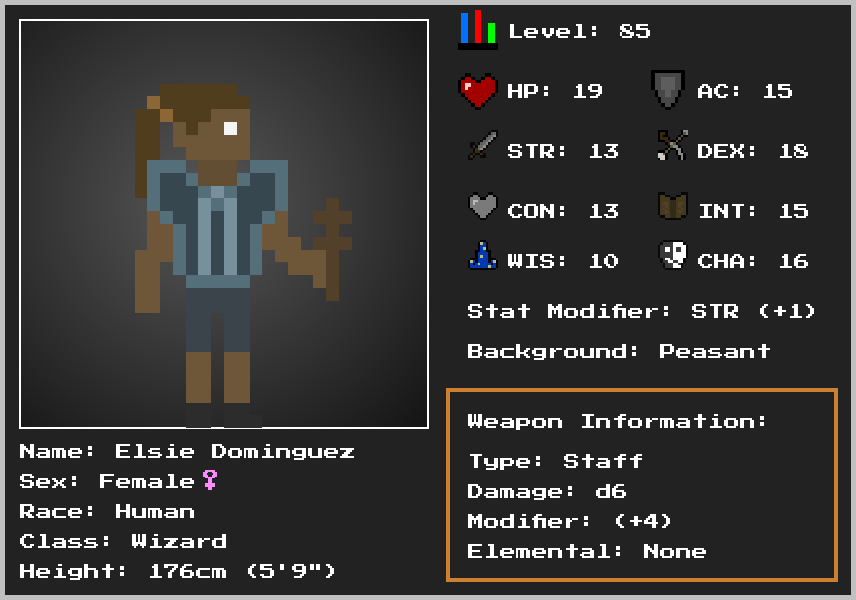 Level: 85
HP: 19
AC: 15
STR: 13
DEX: 18
CON: 13
INT: 15
WIS: 10
CHA: 16
Stat Modifier: STR (+1)
Background: Peasant
Weapon Information:
Type: Staff
Damage: d6
Modifier: (+4)
Elemental: None
Name: Elsie Dominguez
Sex: Female♀
Race: Human
Class: Wizard
Height: 176cm (5'9")